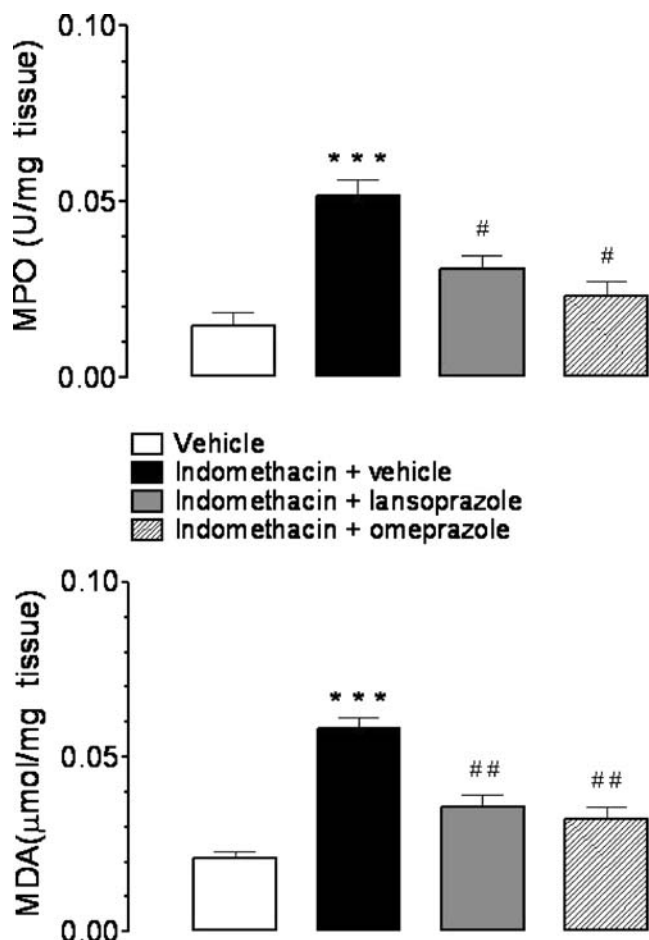 0.10
MPO (U/mg tissue)
***
0.05
#
#
0.00
Vehicle
Indomethacin + vehicle
Indomethacin + lansoprazole
Indomethacin + omeprazole
0.10
MDA(μmol/mg tissue)
***
0.05
##
##
0.00